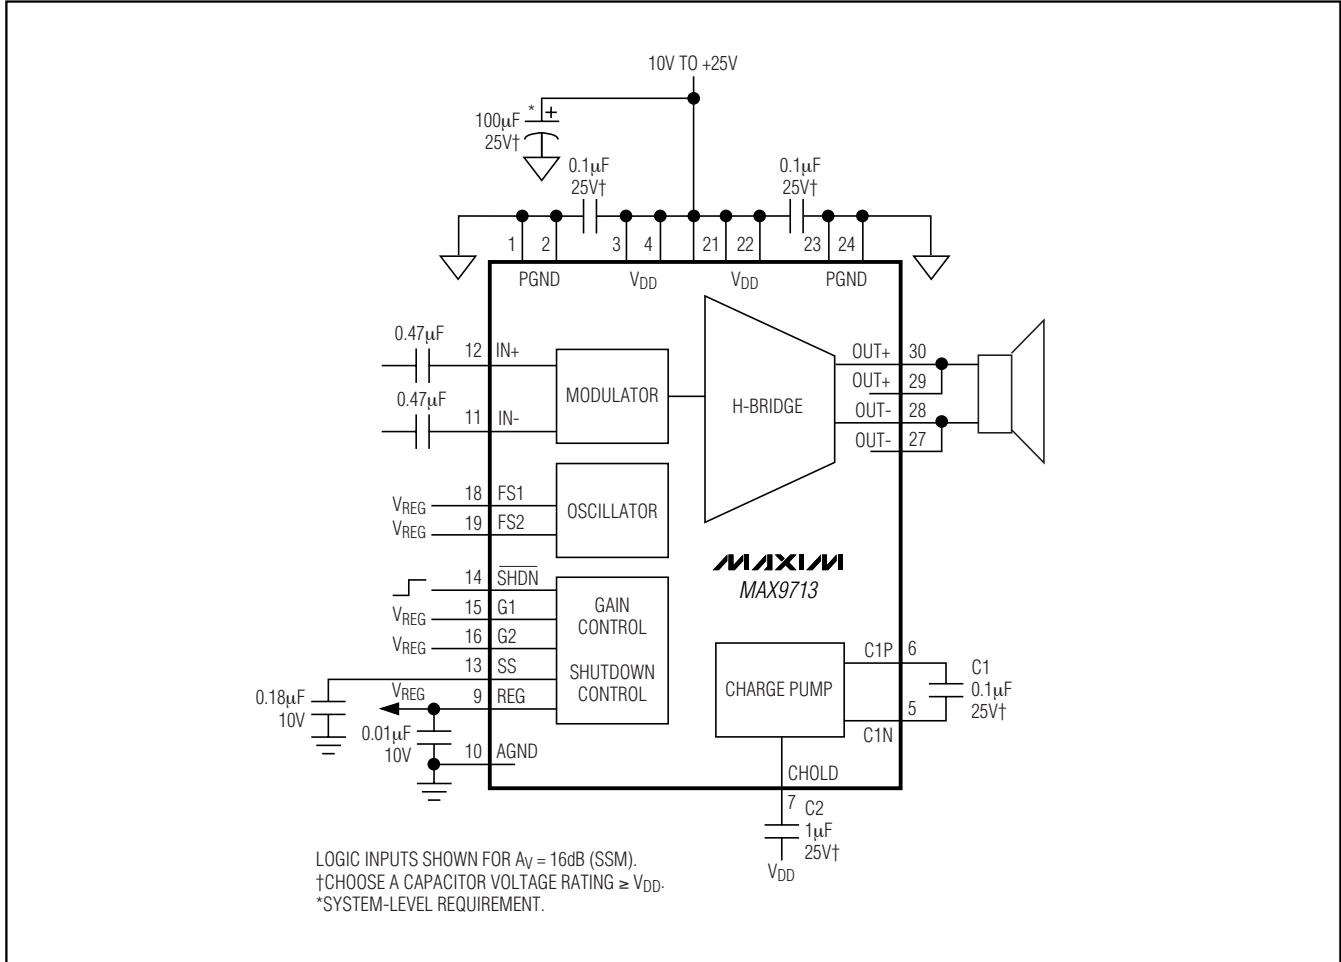 10V TO +25V
*
+
100µF
25V†
0.1µF
25V†
0.1µF
25V†
1 2 3 4 21 22 23 24
PGND VDD VDD PGND
0.47µF
12 IN+
0.47µF
11 IN-
MODULATOR
H-BRIDGE
OUT+ 30
OUT+ 29
OUT- 28
OUT- 27
VREG 18 FS1
VREG 19 FS2
OSCILLATOR
MAXIM
MAX9713
14 SHDN
VREG 15 G1
VREG 16 G2
13 SS
VREG 9 REG
GAIN
CONTROL
SHUTDOWN
CONTROL
0.18µF
10V
0.01µF
10V
10 AGND
CHARGE PUMP
C1P 6
C1
0.1µF
25V†
5
C1N
CHOLD
7 C2
1µF
25V†
VDD
LOGIC INPUTS SHOWN FOR AV = 16dB (SSM).
†CHOOSE A CAPACITOR VOLTAGE RATING ≥ VDD.
*SYSTEM-LEVEL REQUIREMENT.